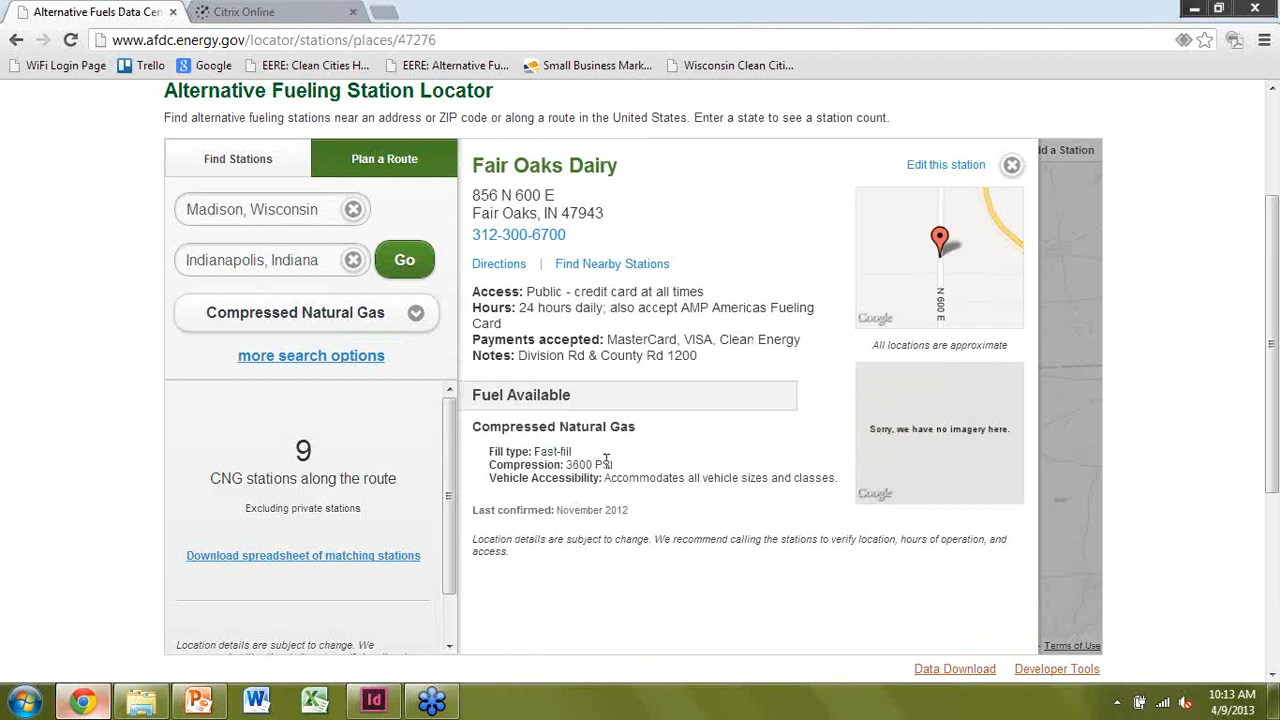 Alternative Fuels Data Cen
Citrix Online
www.afdc.energy.gov/locator/stations/places/47276
WiFi Login Page
Trello
Google
EERE: Clean Cities H...
EERE: Alternative Fu...
Small Business Mark...
Wisconsin Clean Citi...
Alternative Fueling Station Locator
Find alternative fueling stations near an address or ZIP code or along a route in the United States. Enter a state to see a station count.
Find Stations
Plan a Route
Madison, Wisconsin
Indianapolis, Indiana
Go
Compressed Natural Gas
more search options
9
CNG stations along the route
Excluding private stations
Download spreadsheet of matching stations
Location details are subject to change. We
Fair Oaks Dairy
Edit this station
d a Station
856 N 600 E
Fair Oaks, IN 47943
312-300-6700
Directions | Find Nearby Stations
Access: Public - credit card at all times
Hours: 24 hours daily; also accept AMP Americas Fueling
Card
Payments accepted: MasterCard, VISA, Clean Energy
Notes: Division Rd & County Rd 1200
N 600 E
Google
All locations are approximate
Fuel Available
Compressed Natural Gas
Fill type: Fast-fill
Compression: 3600 PSI
Vehicle Accessibility: Accommodates all vehicle sizes and classes.
Sorry, we have no imagery here.
Google
Last confirmed: November 2012
Location details are subject to change. We recommend calling the stations to verify location, hours of operation, and
access.
Terms of Use
Data Download
Developer Tools
10:13 AM
4/9/2013